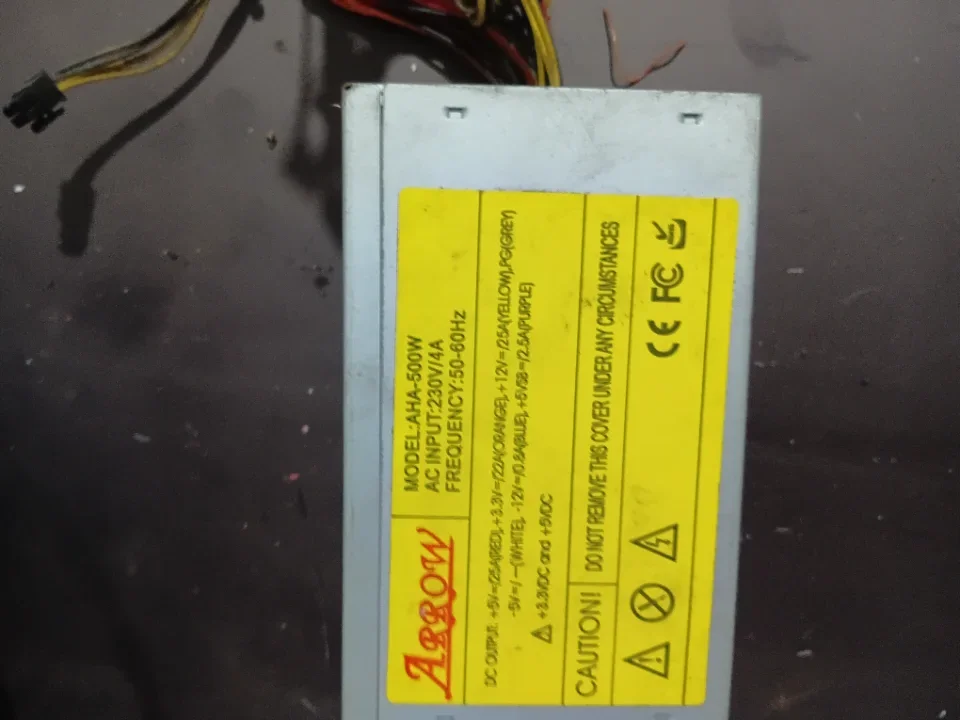 ARROW
MODEL:AHA-500W
AC INPUT:230V/4A
FREQUENCY:50-60Hz
DC OUTPUT: +5V=/25A(RED),+3.3V=/22A(ORANGE),+12V=/25A(YELLOW),PG(GREY)
-5V=/ —(WHITE), -12V=/0.8A(BLUE),+5VSB=/2.5A(PURPLE)
⚠ +3.3VDC and +5VDC
CAUTION! DO NOT REMOVE THIS COVER UNDER ANY CIRCUMSTANCES
CE FC